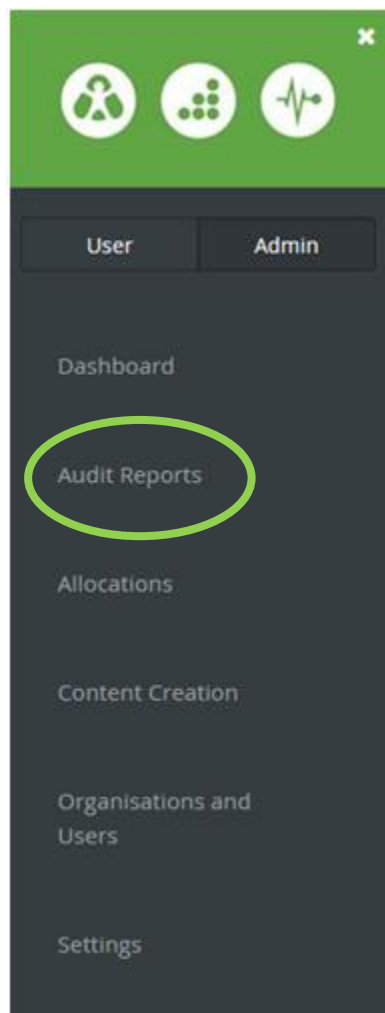 User
Admin
Dashboard
Audit Reports
Allocations
Content Creation
Organisations and
Users
Settings